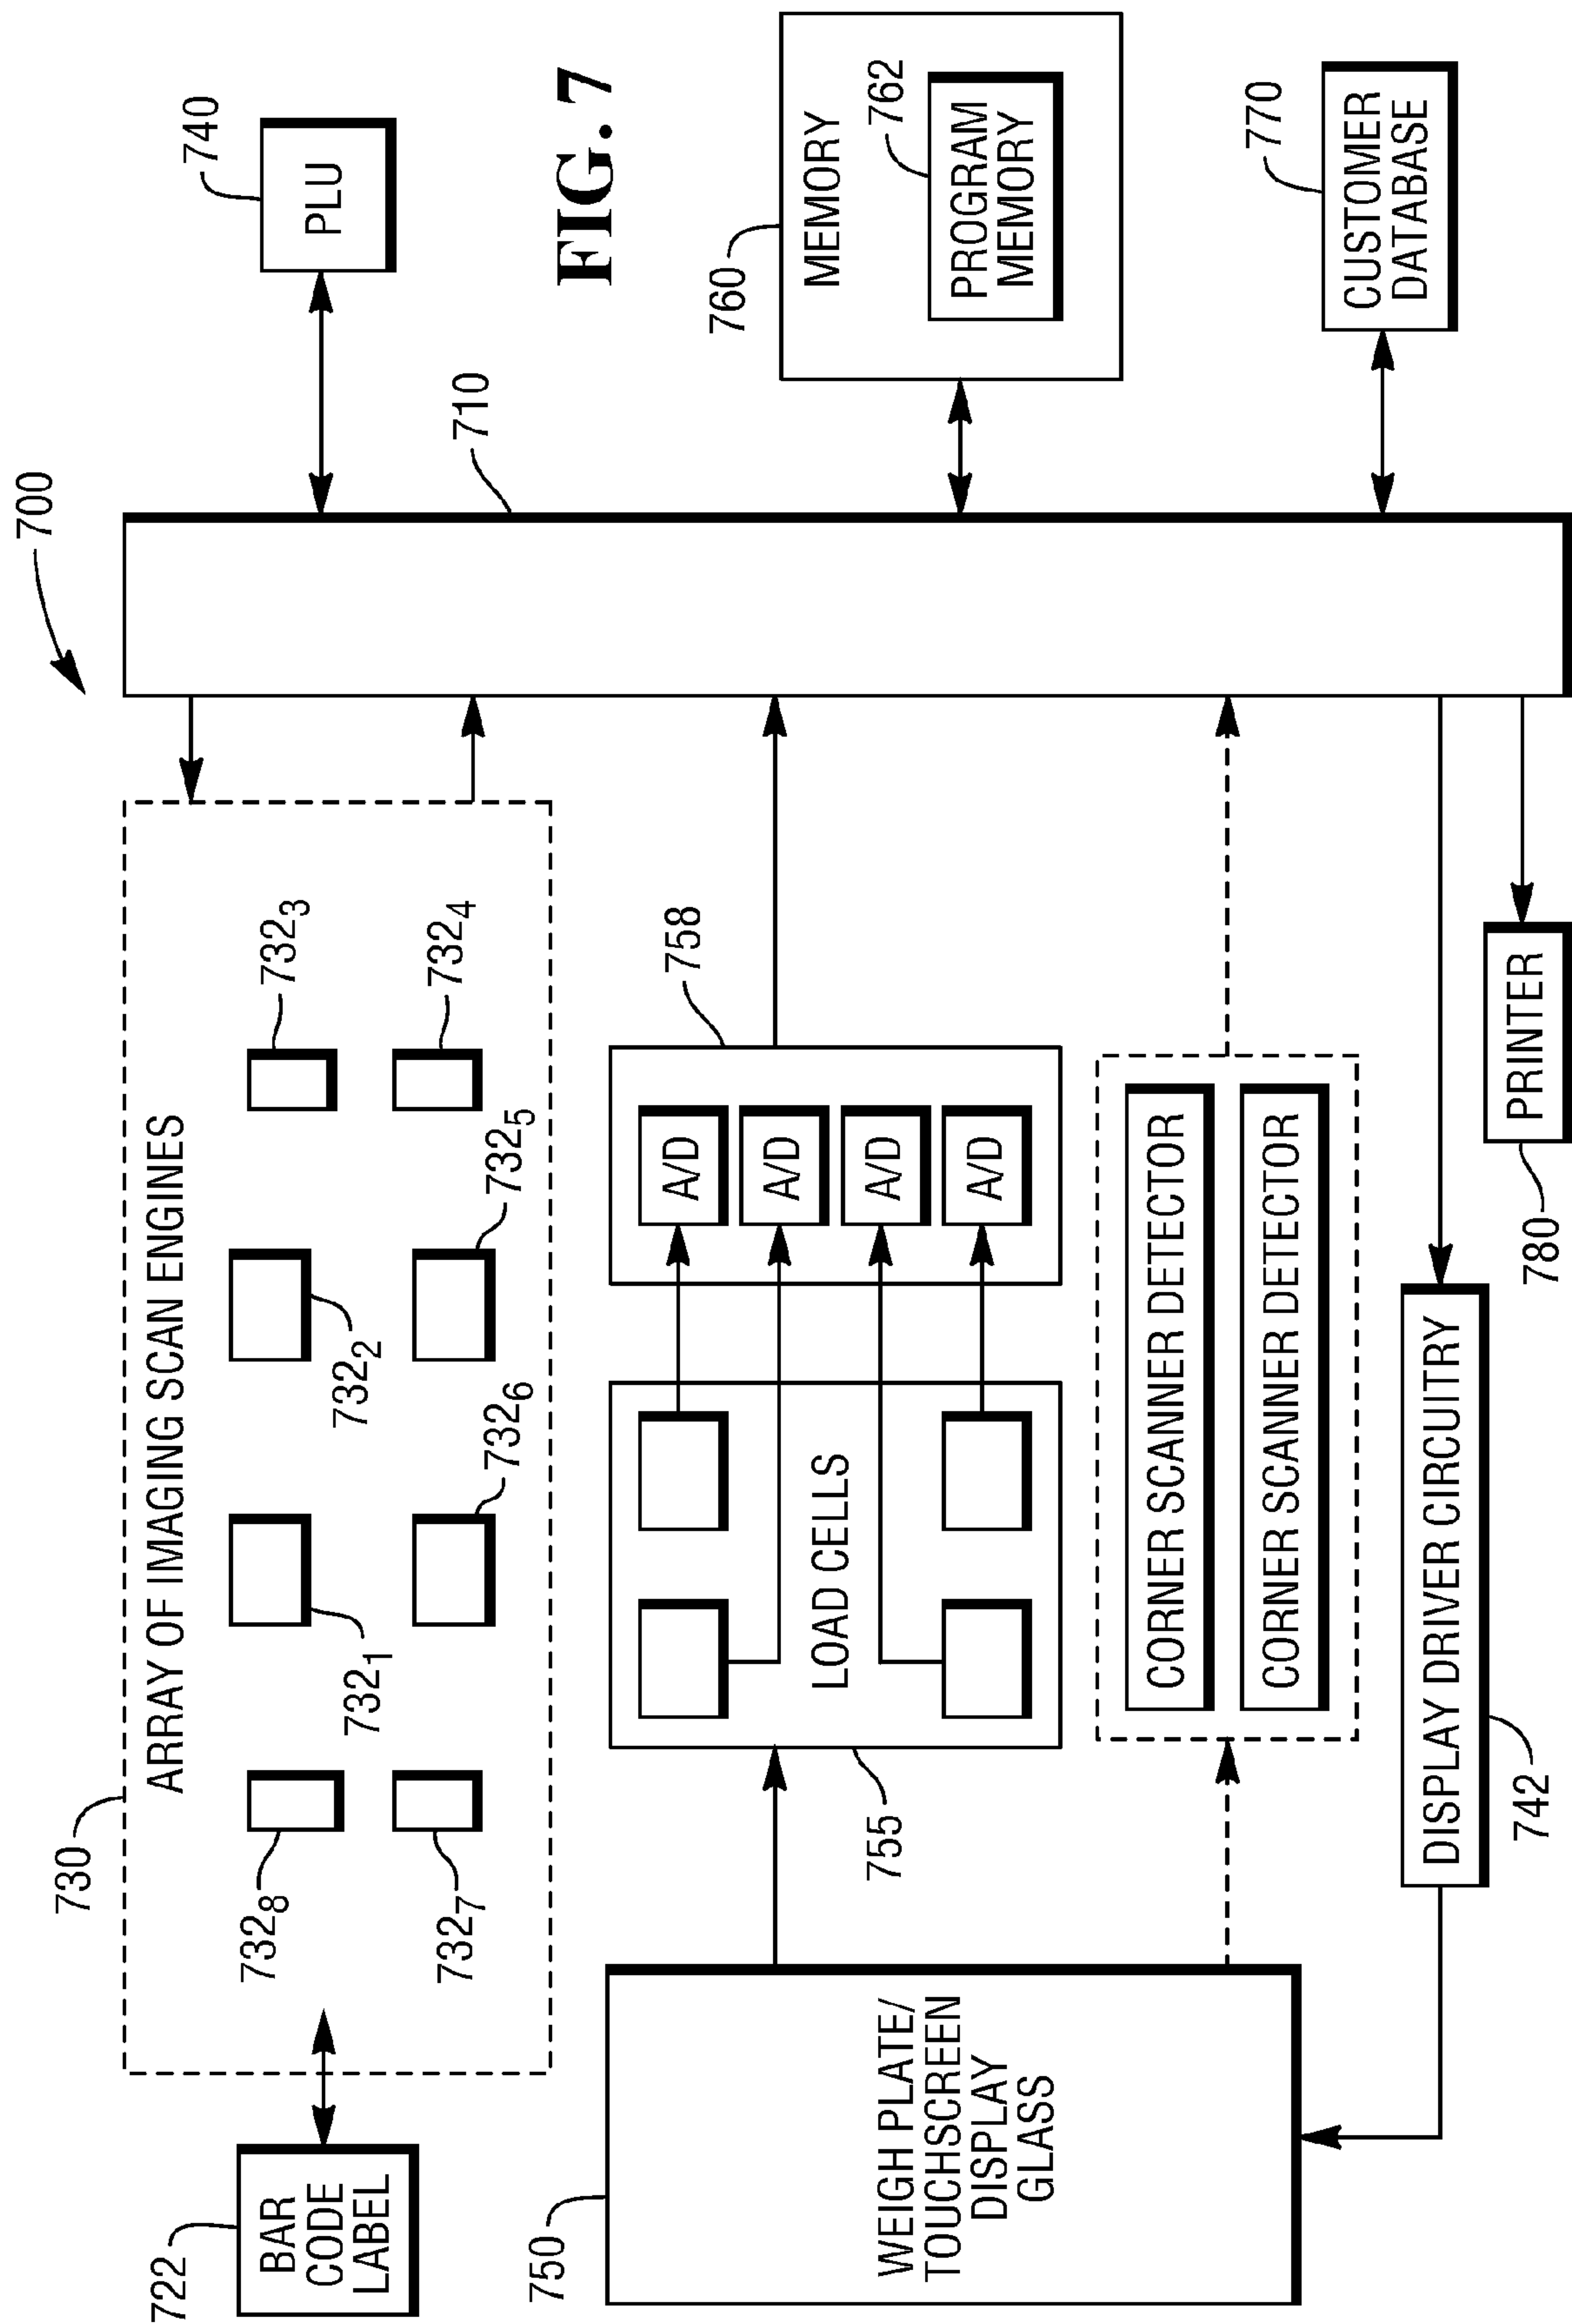 FIG. 7
700
730
ARRAY OF IMAGING SCAN ENGINES
732₈
732₇
732₁
732₂
732₆
732₅
732₃
732₄
722
BAR
CODE
LABEL
710
740
PLU
750
WEIGH PLATE/
TOUCHSCREEN
DISPLAY
GLASS
755
LOAD CELLS
758
A/D
A/D
A/D
A/D
760
MEMORY
762
PROGRAM
MEMORY
CORNER SCANNER DETECTOR
CORNER SCANNER DETECTOR
770
CUSTOMER
DATABASE
DISPLAY DRIVER CIRCUITRY
742
PRINTER
780